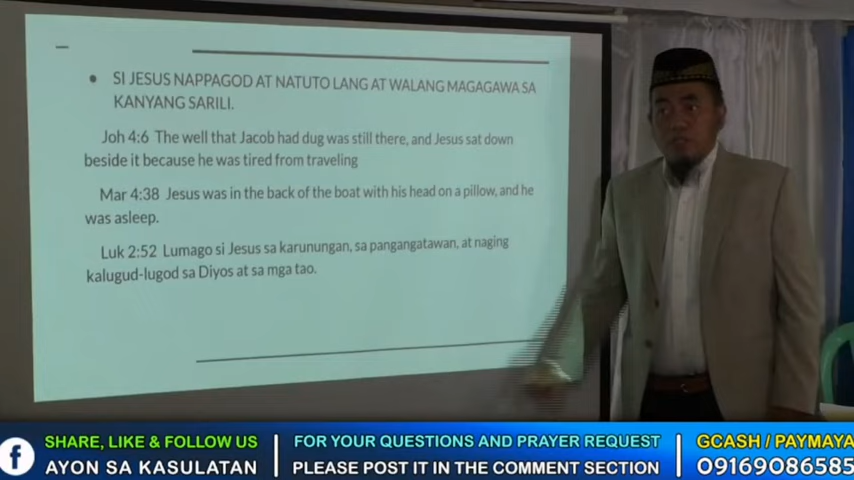 SI JESUS NAPPAGOD AT NATUTO LANG AT WALANG MAGAGAWA SA
KANYANG SARILI.
Joh 4:6 The well that Jacob had dug was still there, and Jesus sat down
beside it because he was tired from traveling
Mar 4:38 Jesus was in the back of the boat with his head on a pillow, and he
was asleep.
Luk 2:52 Lumago si Jesus sa karunungan, sa pangangatawan, at naging
kalugud-lugod sa Diyos at sa mga tao.
f
SHARE, LIKE & FOLLOW US
AYON SA KASULATAN
FOR YOUR QUESTIONS AND PRAYER REQUEST
PLEASE POST IT IN THE COMMENT SECTION
GCASH / PAYMAYA
09169086585